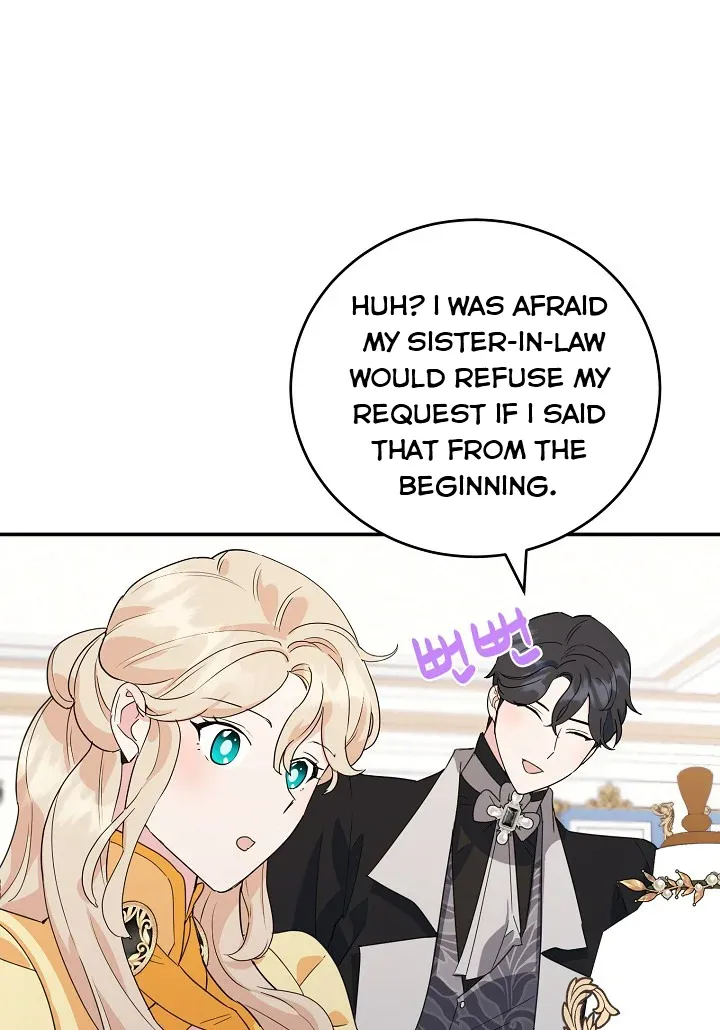 HUH? I WAS AFRAID
MY SISTER-IN-LAW
WOULD REFUSE MY
REQUEST IF I SAID
THAT FROM THE
BEGINNING.
뻔뻔